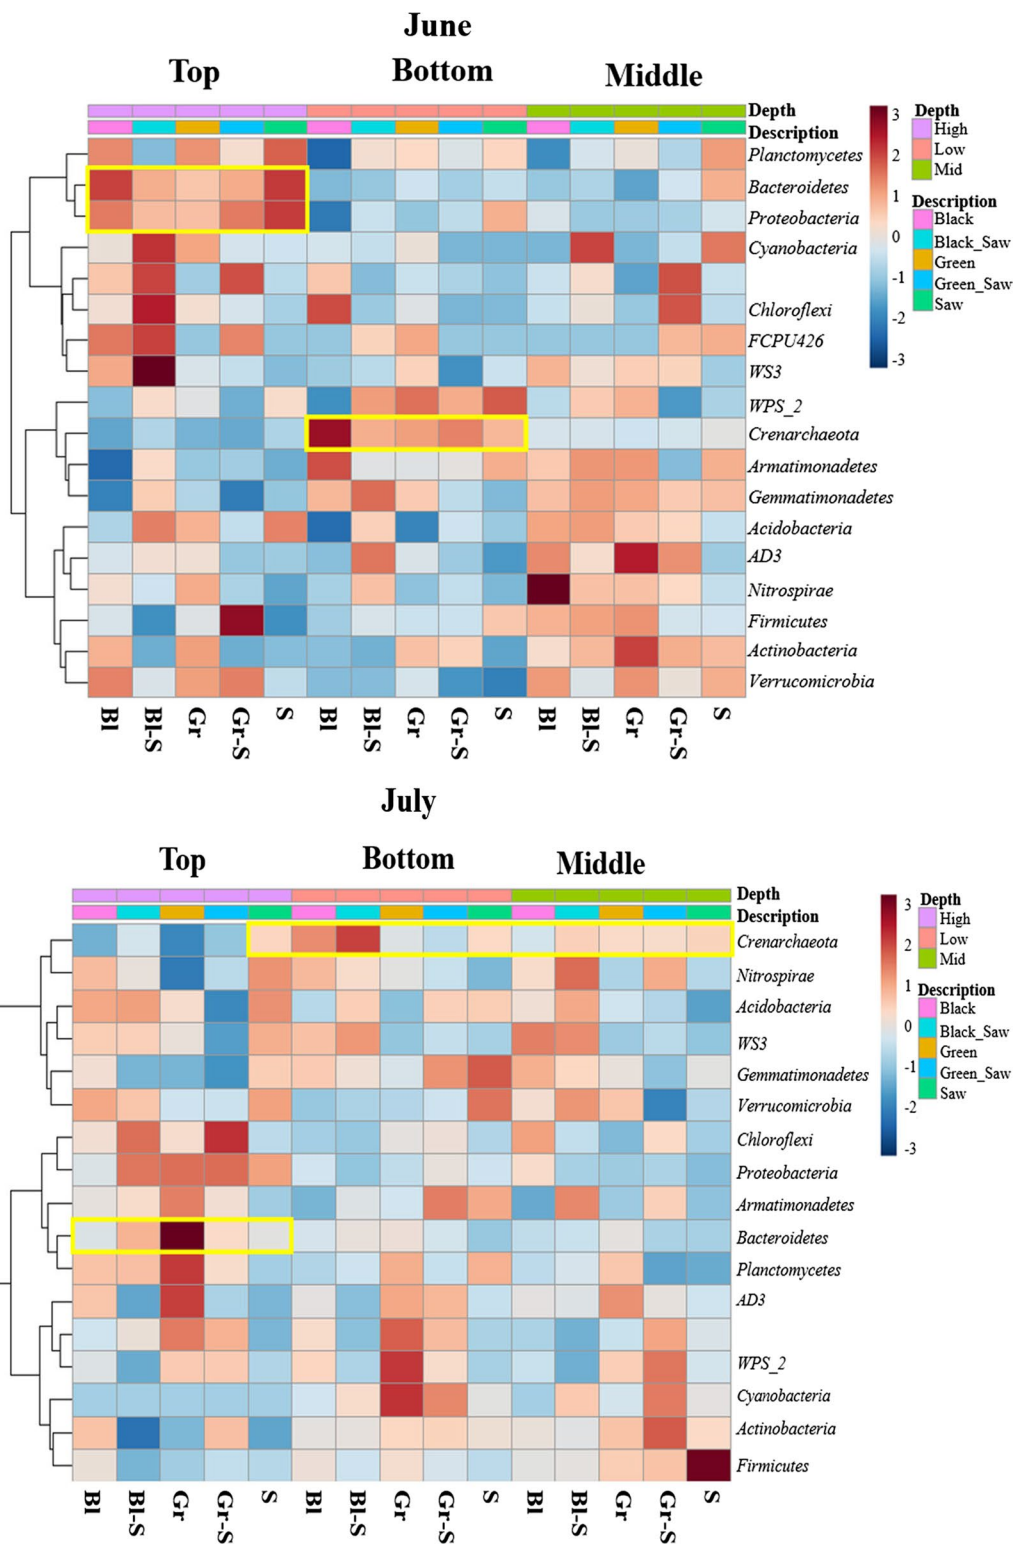 June
Top Bottom Middle
Depth
Description
Planctomycetes
Bacteroidetes
Proteobacteria
Cyanobacteria
Chloroflexi
FCPU426
WS3
WPS_2
Crenarchaeota
Armatimonadetes
Gemmatimonadetes
Acidobacteria
AD3
Nitrospirae
Firmicutes
Actinobacteria
Verrucomicrobia
3
2
1
0
-1
-2
-3
Depth
High
Low
Mid
Description
Black
Black_Saw
Green
Green_Saw
Saw
Bl Bl-S Gr Gr-S S Bl Bl-S Gr Gr-S S Bl Bl-S Gr Gr-S S
July
Top Bottom Middle
Depth
Description
Crenarchaeota
Nitrospirae
Acidobacteria
WS3
Gemmatimonadetes
Verrucomicrobia
Chloroflexi
Proteobacteria
Armatimonadetes
Bacteroidetes
Planctomycetes
AD3
WPS_2
Cyanobacteria
Actinobacteria
Firmicutes
3
2
1
0
-1
-2
-3
Depth
High
Low
Mid
Description
Black
Black_Saw
Green
Green_Saw
Saw
Bl Bl-S Gr Gr-S S Bl Bl-S Gr Gr-S S Bl Bl-S Gr Gr-S S